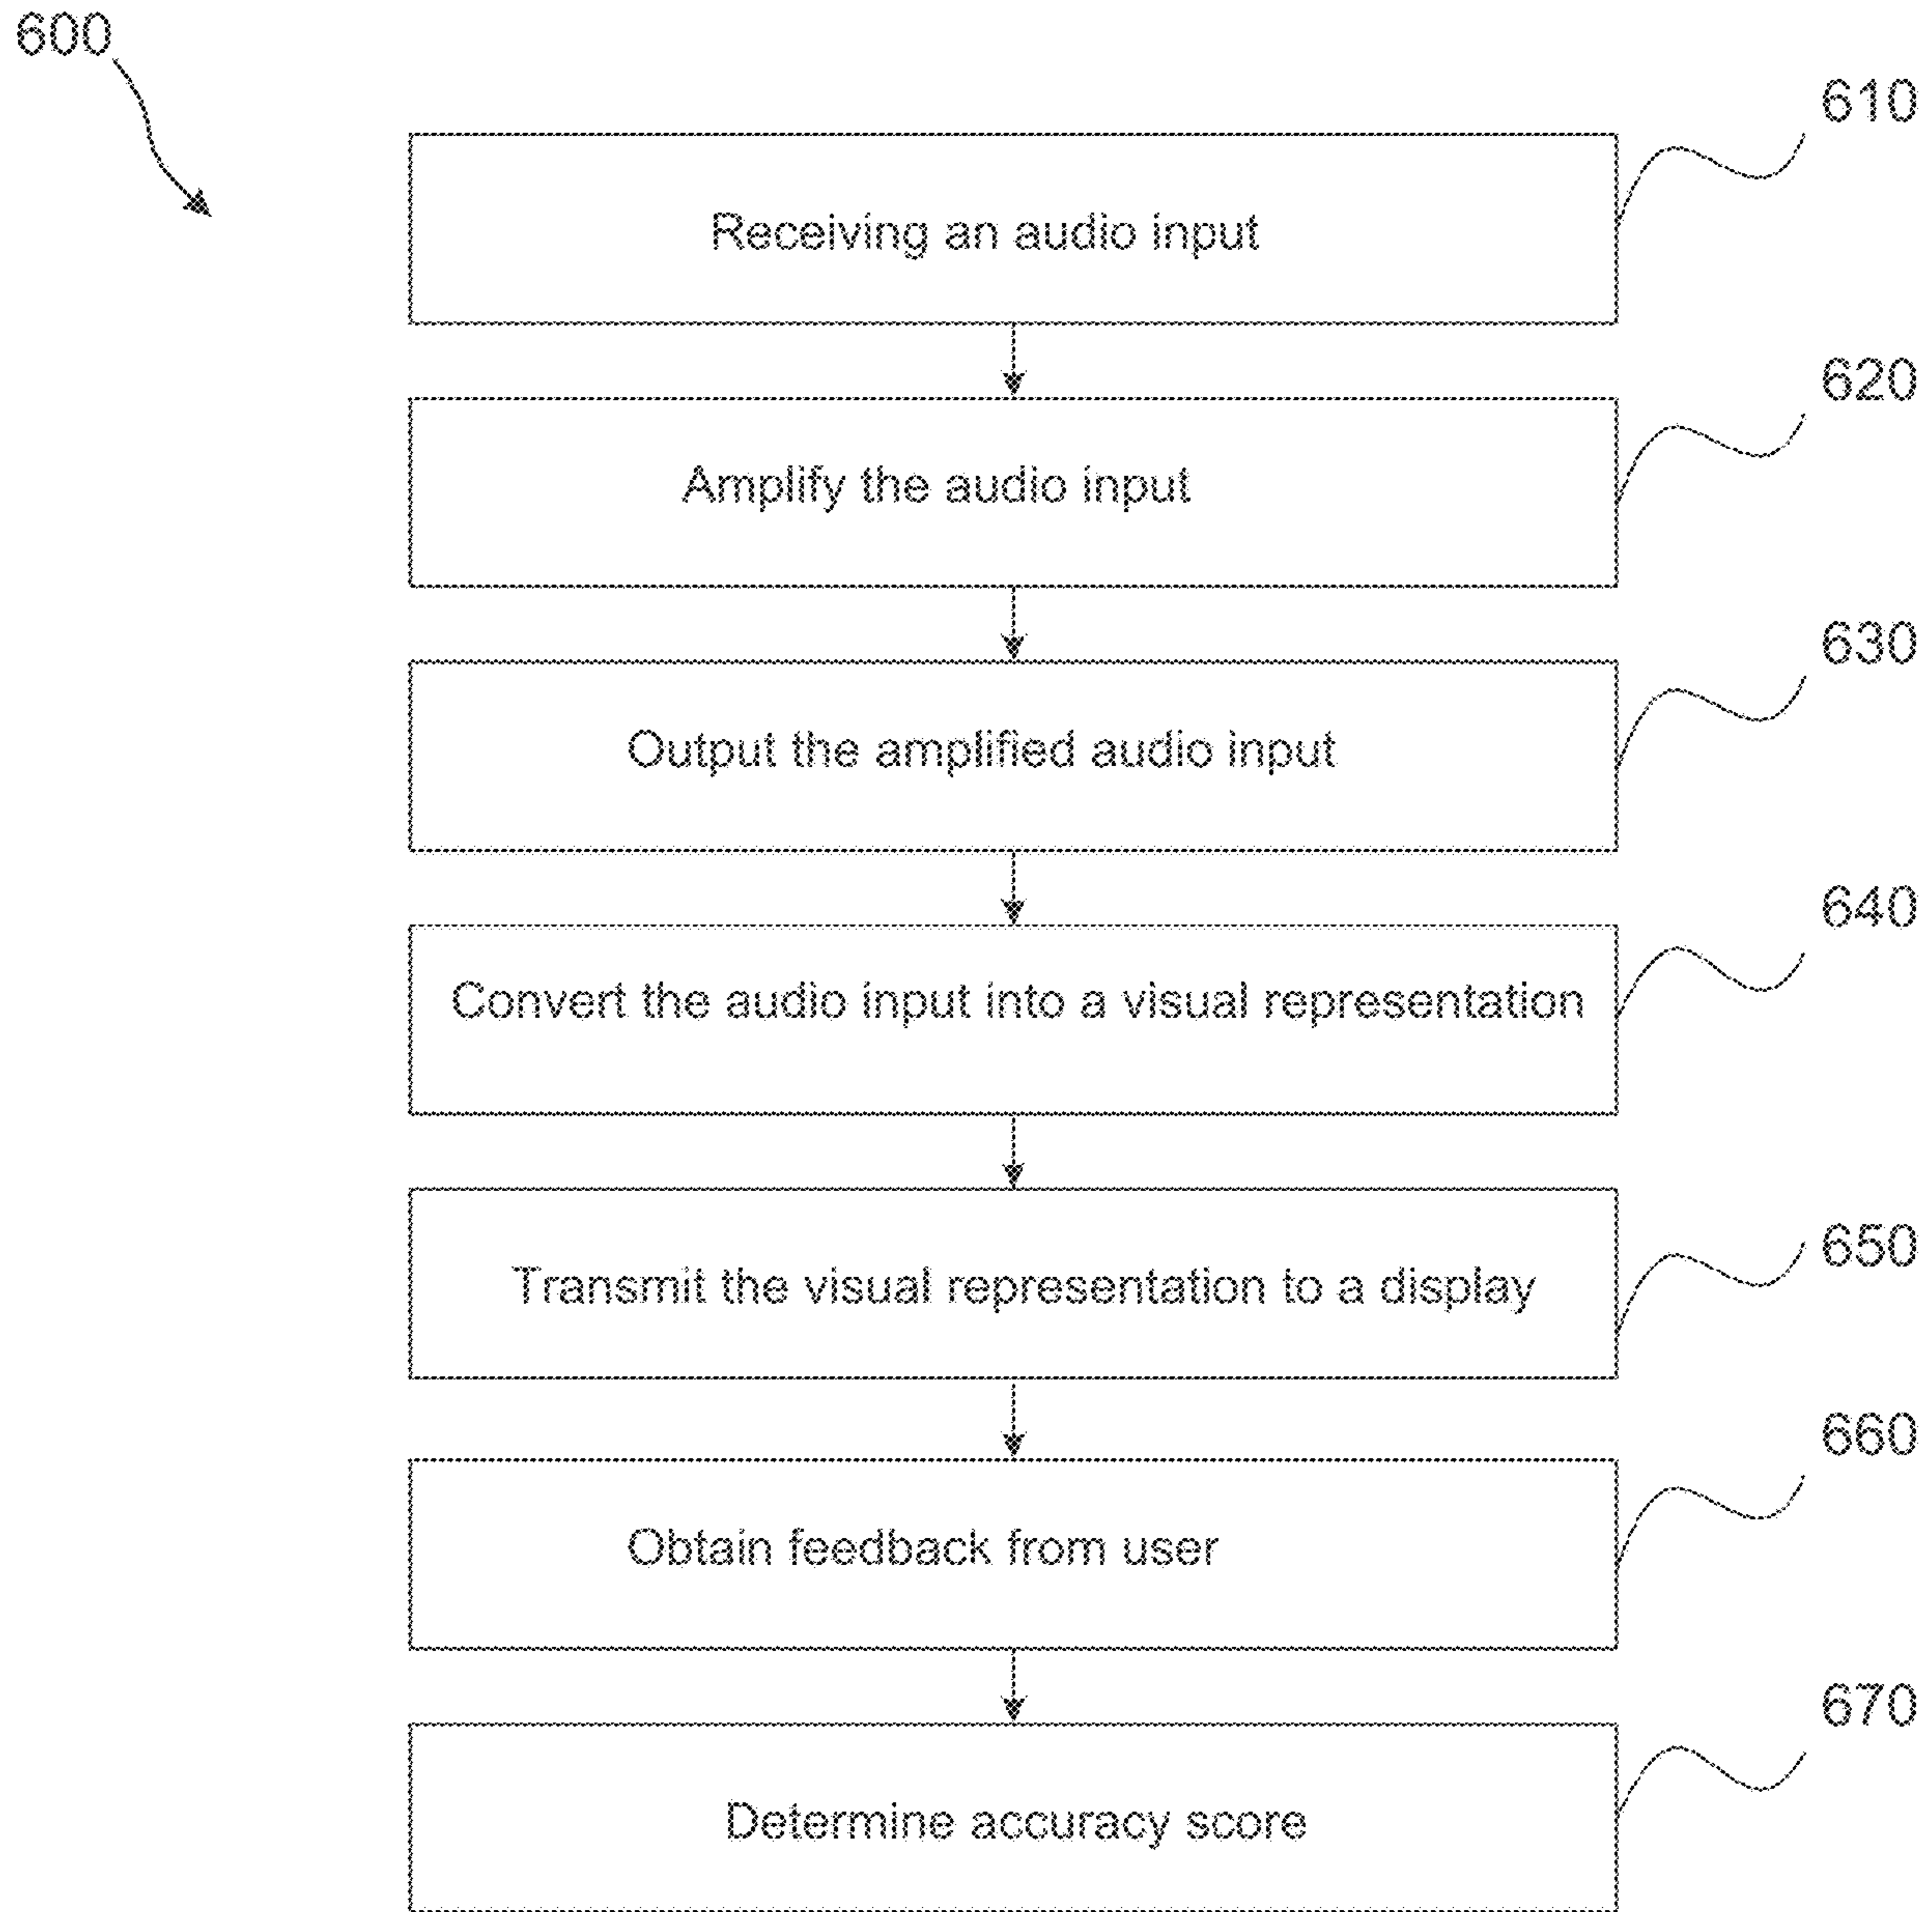 600
610
Receiving an audio input
620
Amplify the audio input
630
Output the amplified audio input
640
Convert the audio input into a visual representation
650
Transmit the visual representation to a display
660
Obtain feedback from user
670
Determine accuracy score